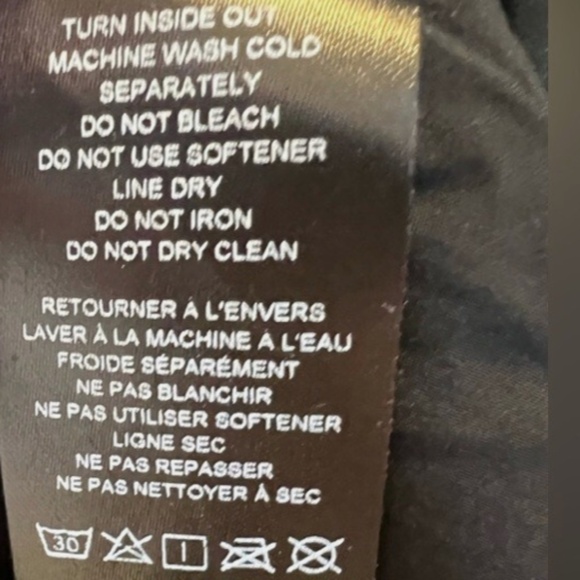 TURN INSIDE OUT
MACHINE WASH COLD
SEPARATELY
DO NOT BLEACH
DO NOT USE SOFTENER
LINE DRY
DO NOT IRON
DO NOT DRY CLEAN
RETOURNER À L'ENVERS
LAVER À LA MACHINE À L'EAU
FROIDE SÉPARÉMENT
NE PAS BLANCHIR
NE PAS UTILISER SOFTENER
LIGNE SEC
NE PAS REPASSER
NE PAS NETTOYER À SEC
30